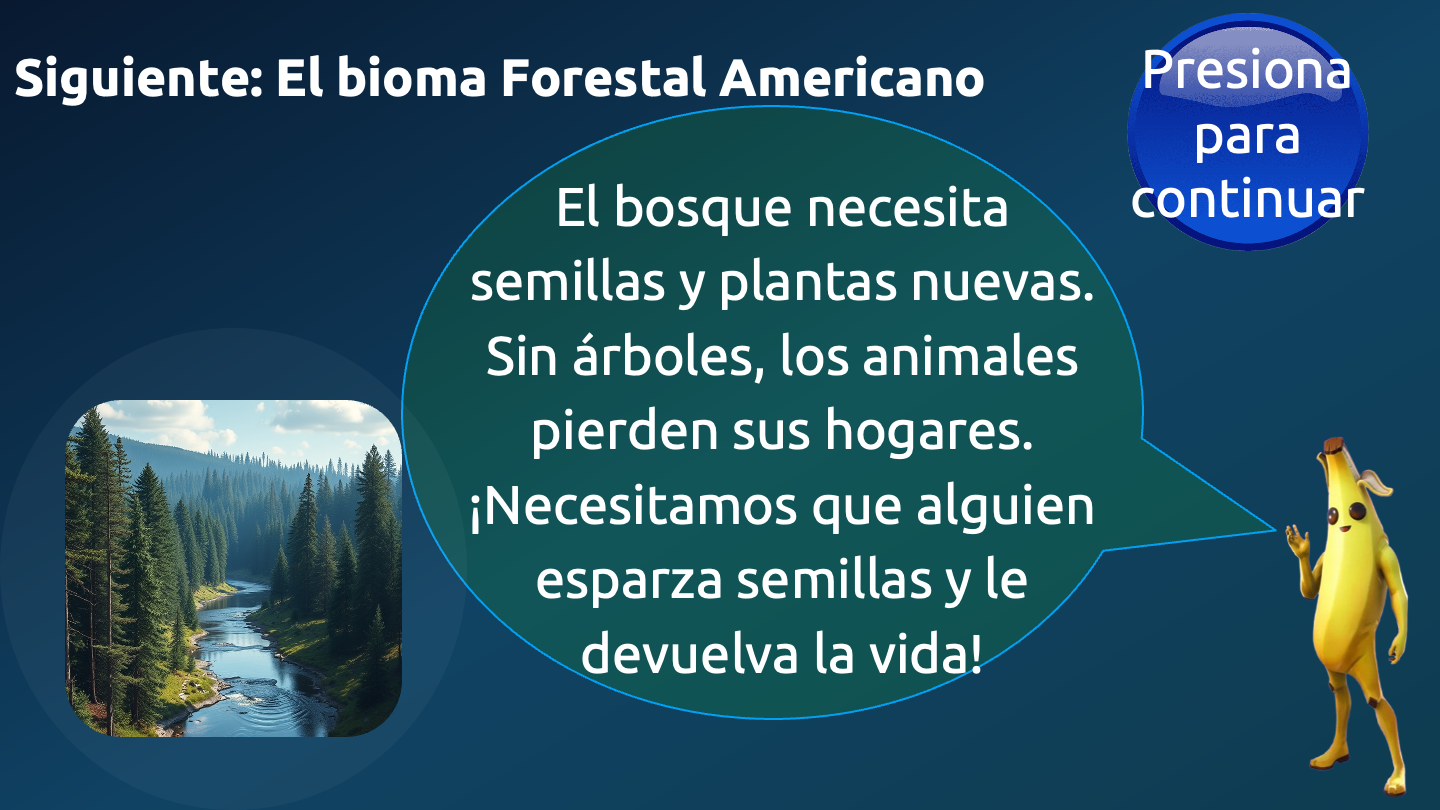 Siguiente: El bioma Forestal Americano
Presiona
para
continuar
El bosque necesita
semillas y plantas nuevas.
Sin árboles, los animales
pierden sus hogares.
¡Necesitamos que alguien
esparza semillas y le
devuelva la vida!